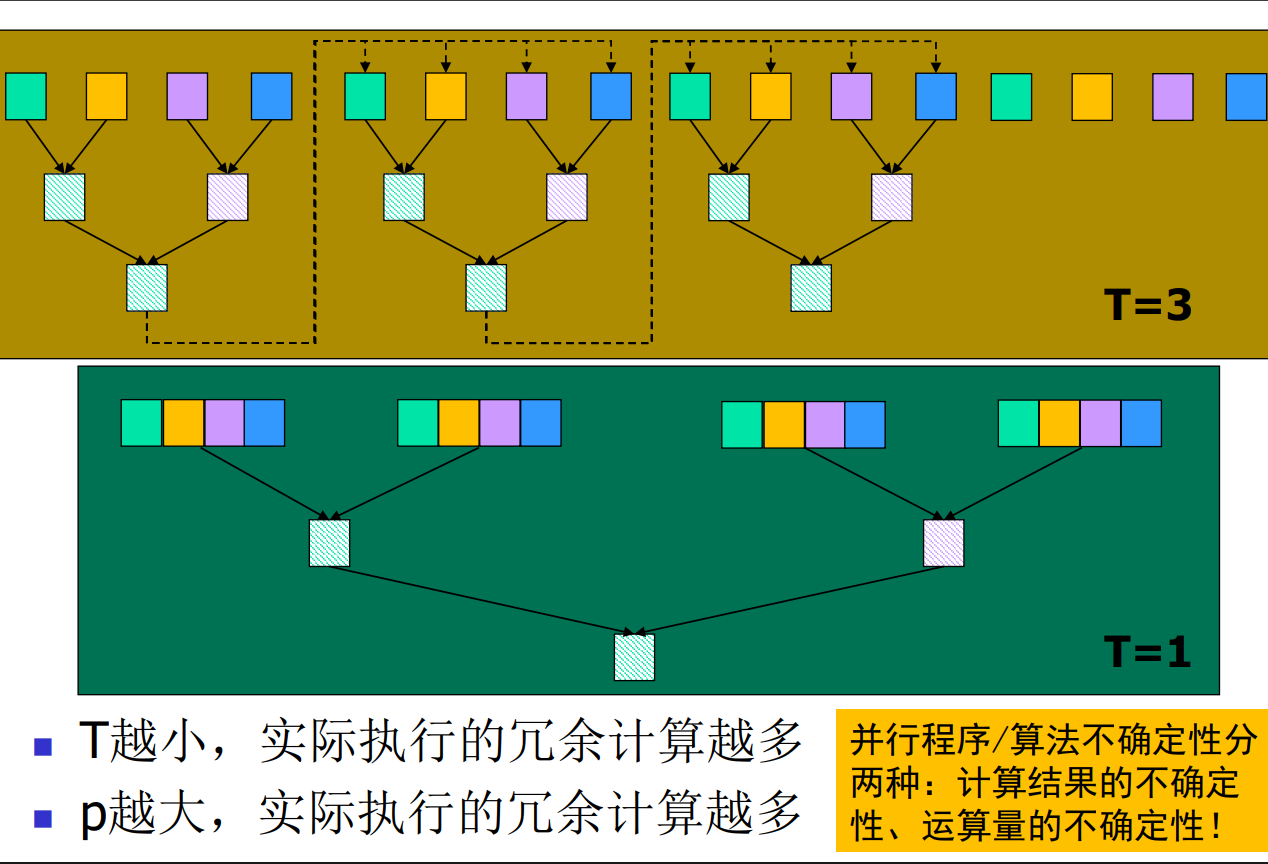 T=3
T=1
T越小，实际执行的冗余计算越多
p越大，实际执行的冗余计算越多
并行程序/算法不确定性分
两种：计算结果的不确定
性、运算量的不确定性！